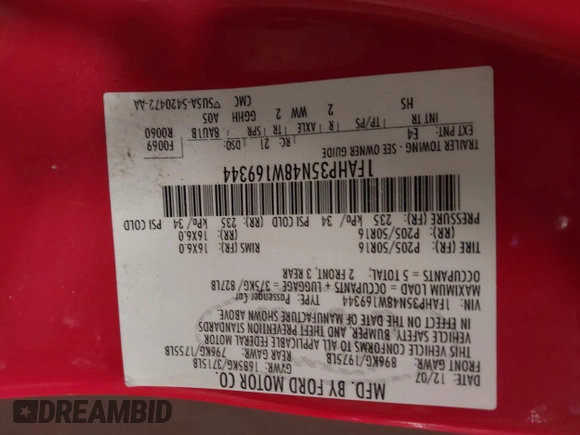 MFD. BY FORD MOTOR CO.
12/07 GVWR: 1685KG/3715LB
FRONT GAWR: REAR GAWR:
896KG/1975LB 796KG/1755LB
THIS VEHICLE CONFORMS TO ALL APPLICABLE FEDERAL MOTOR
VEHICLE SAFETY, BUMPER, AND THEFT PREVENTION STANDARDS
IN EFFECT ON THE DATE OF MANUFACTURE SHOWN ABOVE.
VIN: 1FAHP35N48W169344 TYPE: Passenger Car
MAXIMUM LOAD = OCCUPANTS + LUGGAGE = 375KG/ 827LB
OCCUPANTS = 5 TOTAL: 2 FRONT, 3 REAR
TIRE (FR): P205/50R16 RIMS (FR): 16X6.0
(RR): P205/50R16 (RR): 16X6.0
PRESSURE (FR): 235 kPa/ 34 PSI COLD (RR): 235 kPa/ 34 PSI COLD
1FAHP35N48W169344
TRAILER TOWING - SEE OWNER GUIDE
EXT PNT: E4 RC: 21 DSO: F0069
INT TR TP/PS R AXLE TR SPR BAU1B R0060
HS 2 WW 2 GGHH A05
CMC ▽5U5A-5420472-AA
DREAMBID